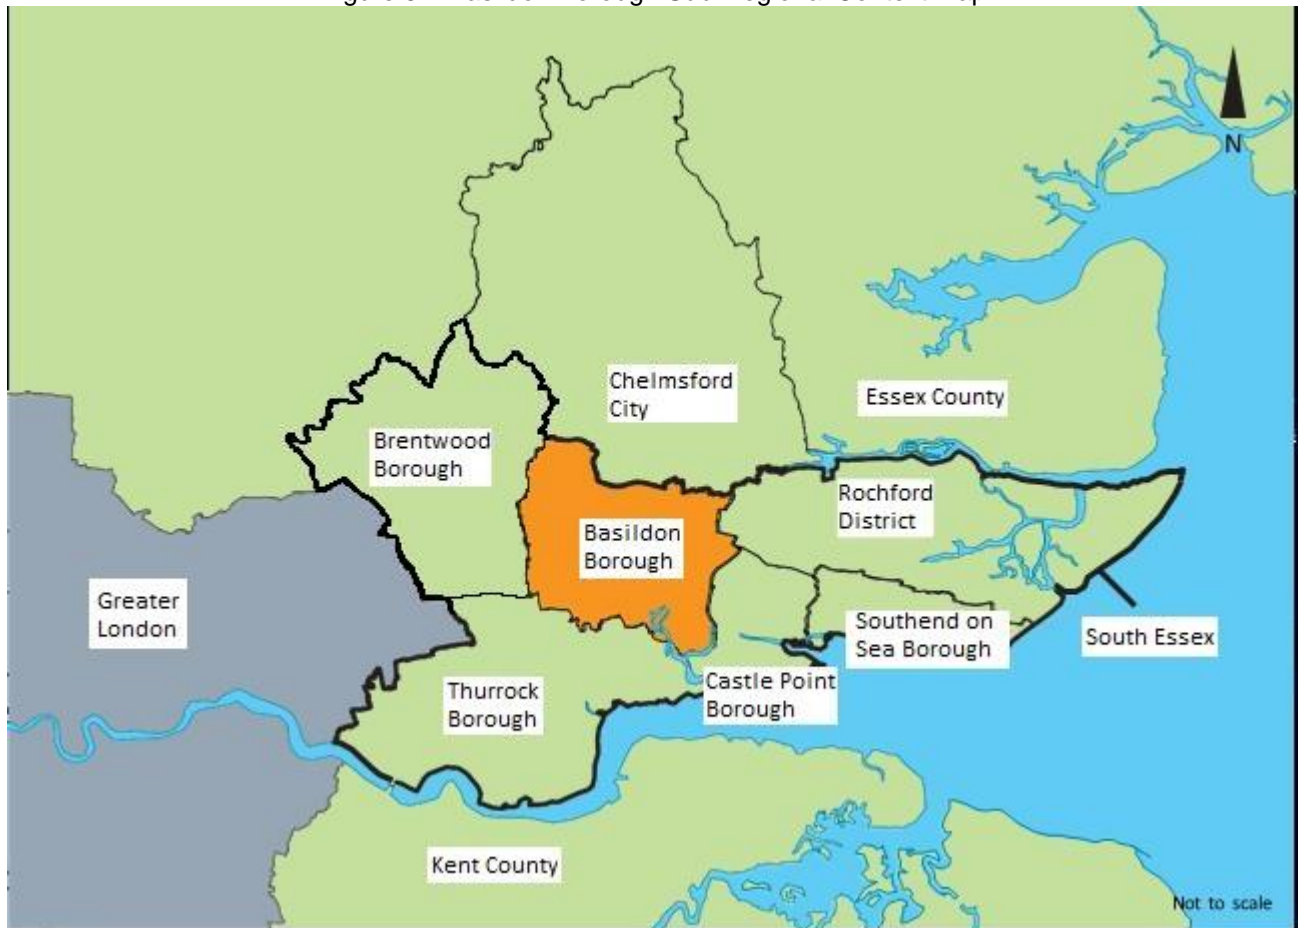 N
Chelmsford
City
Essex County
Brentwood
Borough
Rochford
District
Basildon
Borough
Greater
London
Southend on
Sea Borough
South Essex
Thurrock
Borough
Castle Point
Borough
Kent County
Not to scale